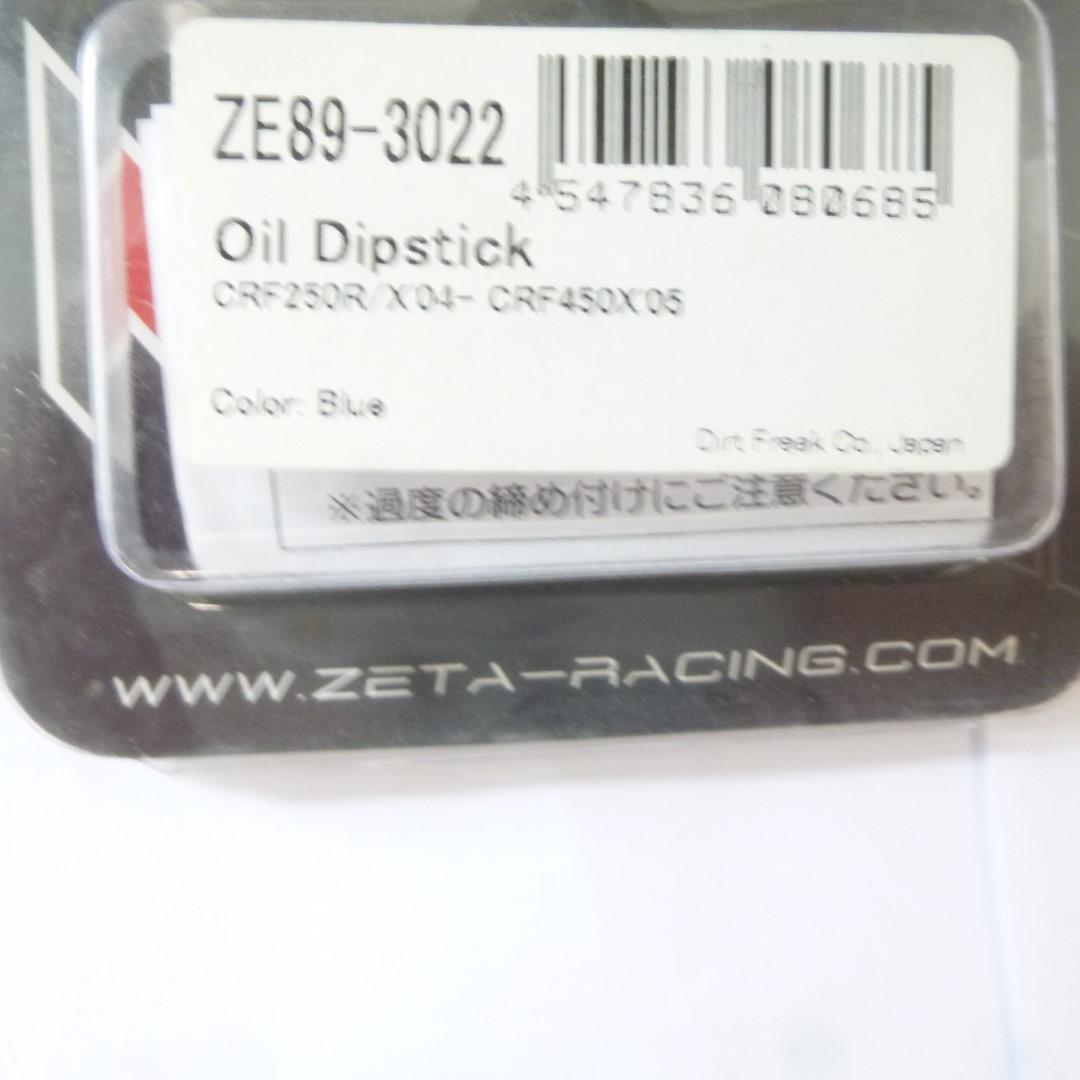 ZE89-3022
4 547836 080685
Oil Dipstick
CRF250R/X'04- CRF450X'05
Color: Blue
Dirt Freak Co., Japan
※過度の締め付けにご注意ください。
WWW.ZETA-RACING.COM